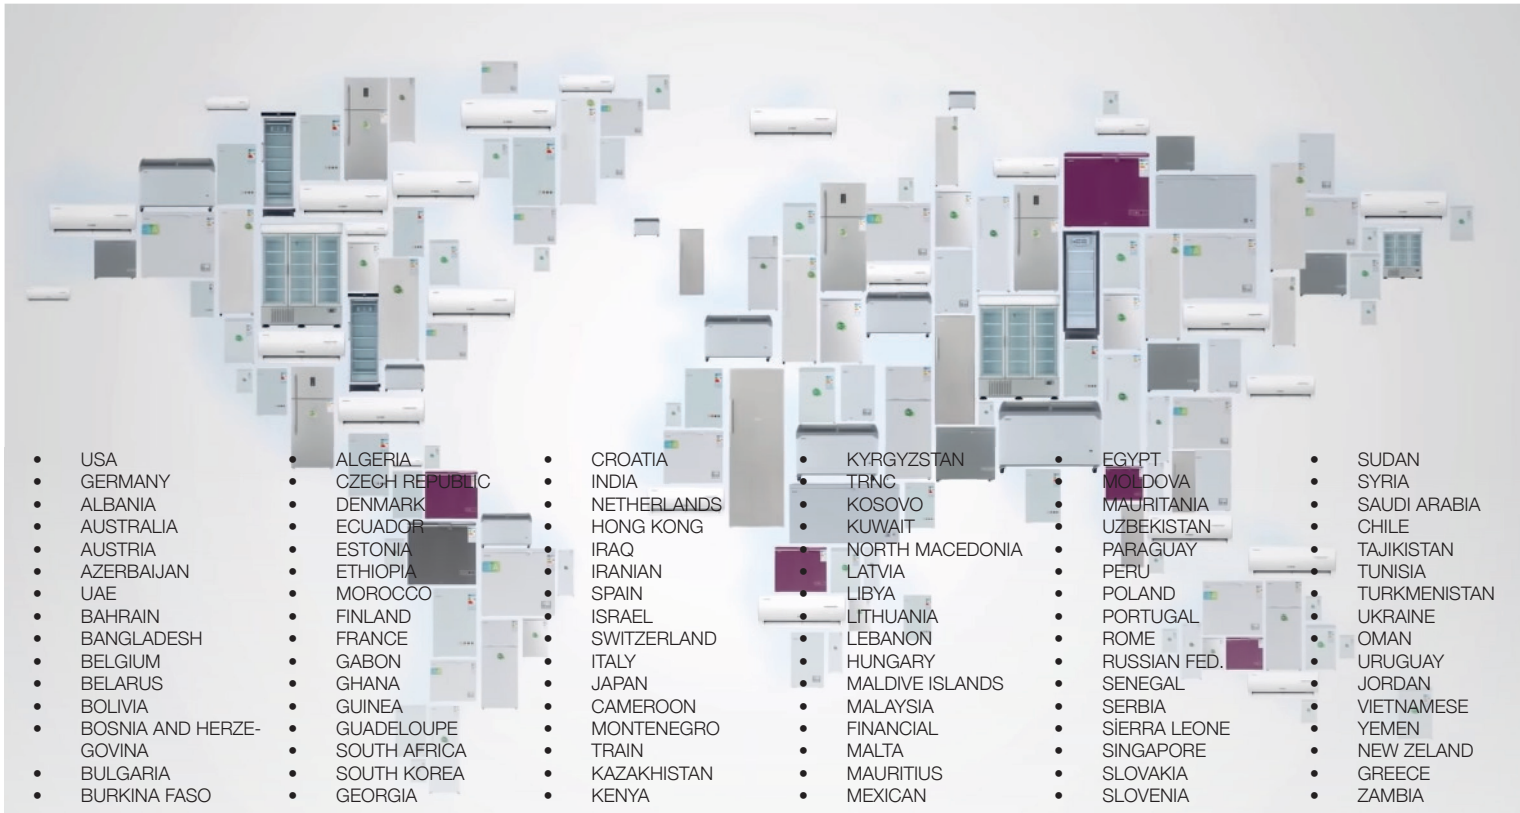 USA
GERMANY
ALBANIA
AUSTRALIA
AUSTRIA
AZERBAIJAN
UAE
BAHRAIN
BANGLADESH
BELGIUM
BELARUS
BOLIVIA
BOSNIA AND HERZE-
GOVINA
BULGARIA
BURKINA FASO
ALGERIA
CZECH REPUBLIC
DENMARK
ECUADOR
ESTONIA
ETHIOPIA
MOROCCO
FINLAND
FRANCE
GABON
GHANA
GUINEA
GUADELOUPE
SOUTH AFRICA
SOUTH KOREA
GEORGIA
CROATIA
INDIA
NETHERLANDS
HONG KONG
IRAQ
IRANIAN
SPAIN
ISRAEL
SWITZERLAND
ITALY
JAPAN
CAMEROON
MONTENEGRO
TRAIN
KAZAKHISTAN
KENYA
KYRGYZSTAN
TRNC
KOSOVO
KUWAIT
NORTH MACEDONIA
LATVIA
LIBYA
LITHUANIA
LEBANON
HUNGARY
MALDIVE ISLANDS
MALAYSIA
FINANCIAL
MALTA
MAURITIUS
MEXICAN
EGYPT
MOLDOVA
MAURITANIA
UZBEKISTAN
PARAGUAY
PERU
POLAND
PORTUGAL
ROME
RUSSIAN FED.
SENEGAL
SERBIA
SİERRA LEONE
SINGAPORE
SLOVAKIA
SLOVENIA
SUDAN
SYRIA
SAUDI ARABIA
CHILE
TAJIKISTAN
TUNISIA
TURKMENISTAN
UKRAINE
OMAN
URUGUAY
JORDAN
VIETNAMESE
YEMEN
NEW ZELAND
GREECE
ZAMBIA